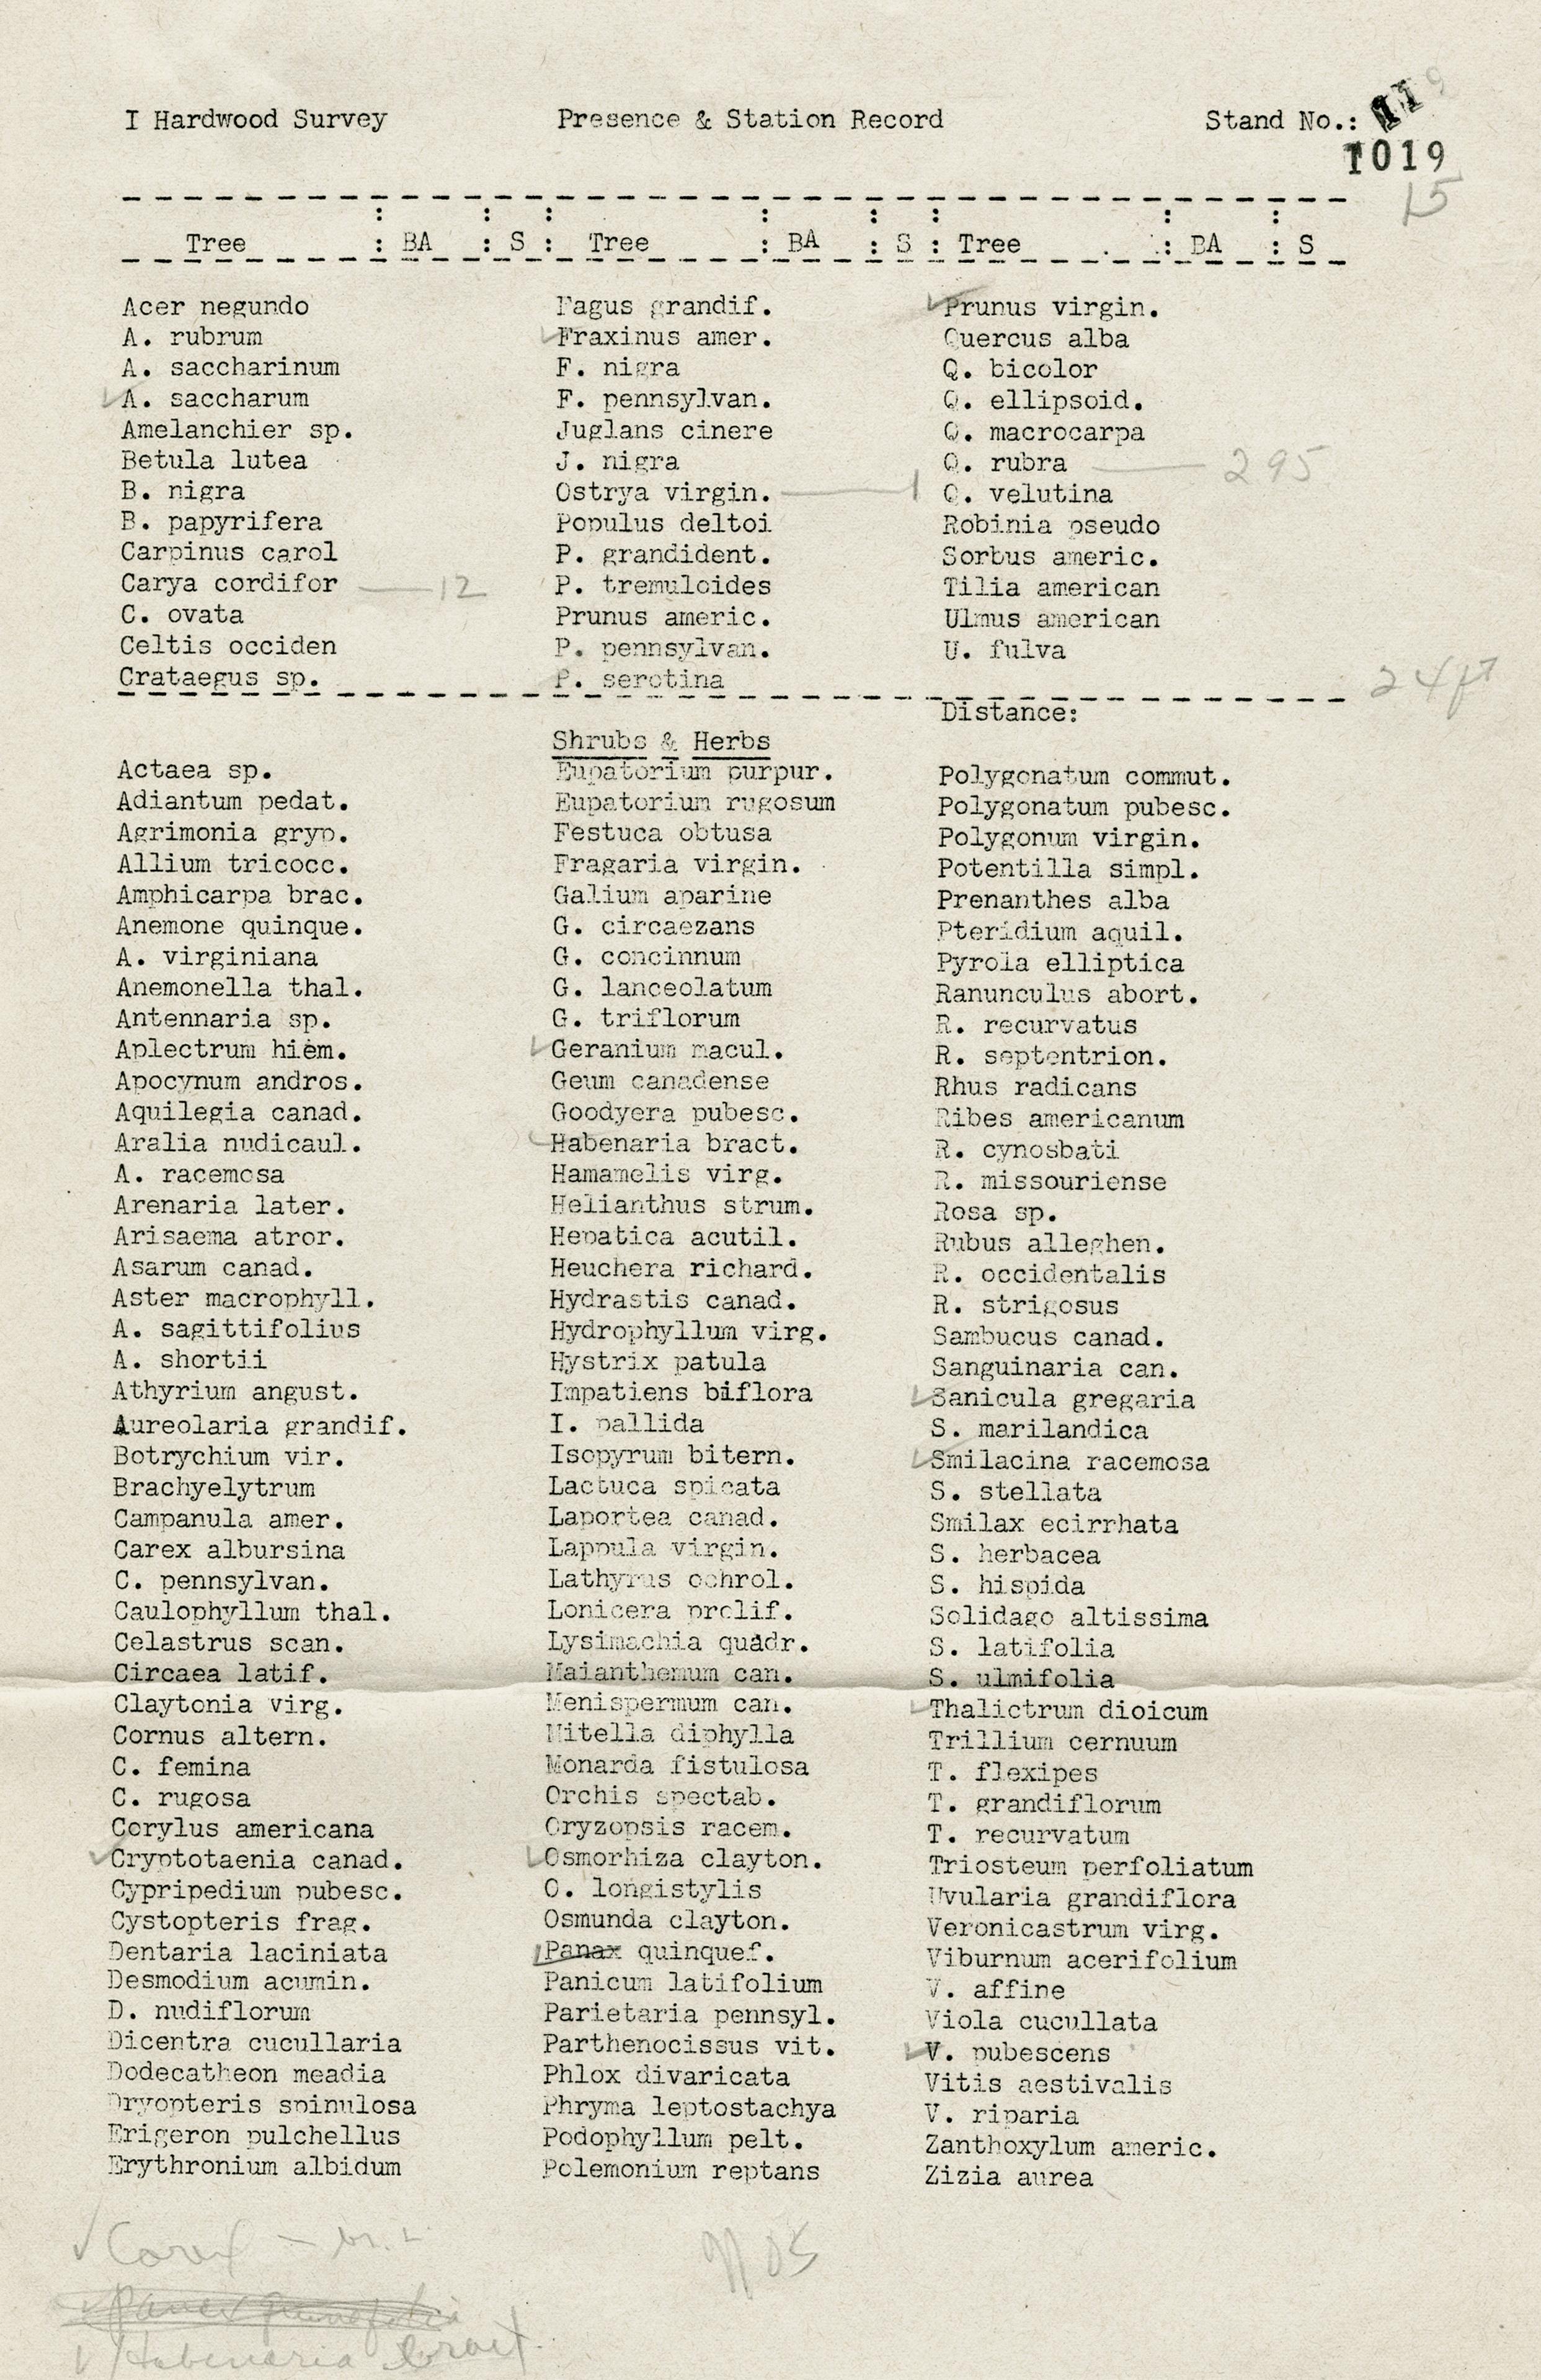 I Hardwood Survey Presence & Station Record Stand No.:
1019
15
Tree : BA : S : Tree : BA : S : Tree : BA : S
Acer negundo Fagus grandif. ✓Prunus virgin.
A. rubrum ✓Fraxinus amer. Quercus alba
A. saccharinum F. nigra Q. bicolor
✓A. saccharum F. pennsylvan. Q. ellipsoid.
Amelanchier sp. Juglans cinere Q. macrocarpa
Betula lutea J. nigra Q. rubra — 295
B. nigra Ostrya virgin. — 1 Q. velutina
B. papyrifera Populus deltoi Robinia pseudo
Carpinus carol P. grandident. Sorbus americ.
Carya cordifor — 12 P. tremuloides Tilia american
C. ovata Prunus americ. Ulmus american
Celtis occiden P. pennsylvan. U. fulva
Crataegus sp. P. serotina
Distance: 24ft
Shrubs & Herbs
Actaea sp. Eupatorium purpur. Polygonatum commut.
Adiantum pedat. Eupatorium rugosum Polygonatum pubesc.
Agrimonia gryp. Festuca obtusa Polygonum virgin.
Allium tricocc. Fragaria virgin. Potentilla simpl.
Amphicarpa brac. Galium aparine Prenanthes alba
Anemone quinque. G. circaezans Pteridium aquil.
A. virginiana G. concinnum Pyrola elliptica
Anemonella thal. G. lanceolatum Ranunculus abort.
Antennaria sp. G. triflorum R. recurvatus
Aplectrum hiem. ✓Geranium macul. R. septentrion.
Apocynum andros. Geum canadense Rhus radicans
Aquilegia canad. Goodyera pubesc. Ribes americanum
Aralia nudicaul. ✓Habenaria bract. R. cynosbati
A. racemosa Hamamelis virg. R. missouriense
Arenaria later. Helianthus strum. Rosa sp.
Arisaema atror. Hepatica acutil. Rubus alleghen.
Asarum canad. Heuchera richard. R. occidentalis
Aster macrophyll. Hydrastis canad. R. strigosus
A. sagittifolius Hydrophyllum virg. Sambucus canad.
A. shortii Hystrix patula Sanguinaria can.
Athyrium angust. Impatiens biflora ✓Sanicula gregaria
Aureolaria grandif. I. pallida S. marilandica
Botrychium vir. Isopyrum bitern. ✓Smilacina racemosa
Brachyelytrum Lactuca spicata S. stellata
Campanula amer. Laportea canad. Smilax ecirrhata
Carex albursina Lappula virgin. S. herbacea
C. pennsylvan. Lathyrus ochrol. S. hispida
Caulophyllum thal. Lonicera prolif. Solidago altissima
Celastrus scan. Lysimachia quadr. S. latifolia
Circaea latif. Maianthemum can. S. ulmifolia
Claytonia virg. Menispermum can. ✓Thalictrum dioicum
Cornus altern. Mitella diphylla Trillium cernuum
C. femina Monarda fistulosa T. flexipes
C. rugosa Orchis spectab. T. grandiflorum
Corylus americana Oryzopsis racem. T. recurvatum
✓Cryptotaenia canad. ✓Osmorhiza clayton. Triosteum perfoliatum
Cypripedium pubesc. O. longistylis Uvularia grandiflora
Cystopteris frag. Osmunda clayton. Veronicastrum virg.
Dentaria laciniata ✓Panax quinquef. Viburnum acerifolium
Desmodium acumin. Panicum latifolium V. affine
D. nudiflorum Parietaria pennsyl. Viola cucullata
Dicentra cucullaria Parthenocissus vit. ✓V. pubescens
Dodecatheon meadia Phlox divaricata Vitis aestivalis
Dryopteris spinulosa Phryma leptostachya V. riparia
Erigeron pulchellus Podophyllum pelt. Zanthoxylum americ.
Erythronium albidum Polemonium reptans Zizia aurea
✓Carex — br. L
✓Panax quinquefolia
✓Habenaria bract.